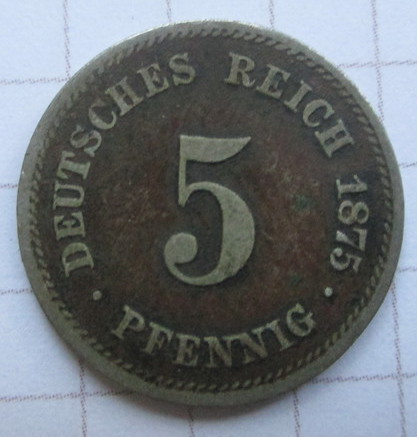 DEUTSCHES REICH 1875
5
· PFENNIG ·